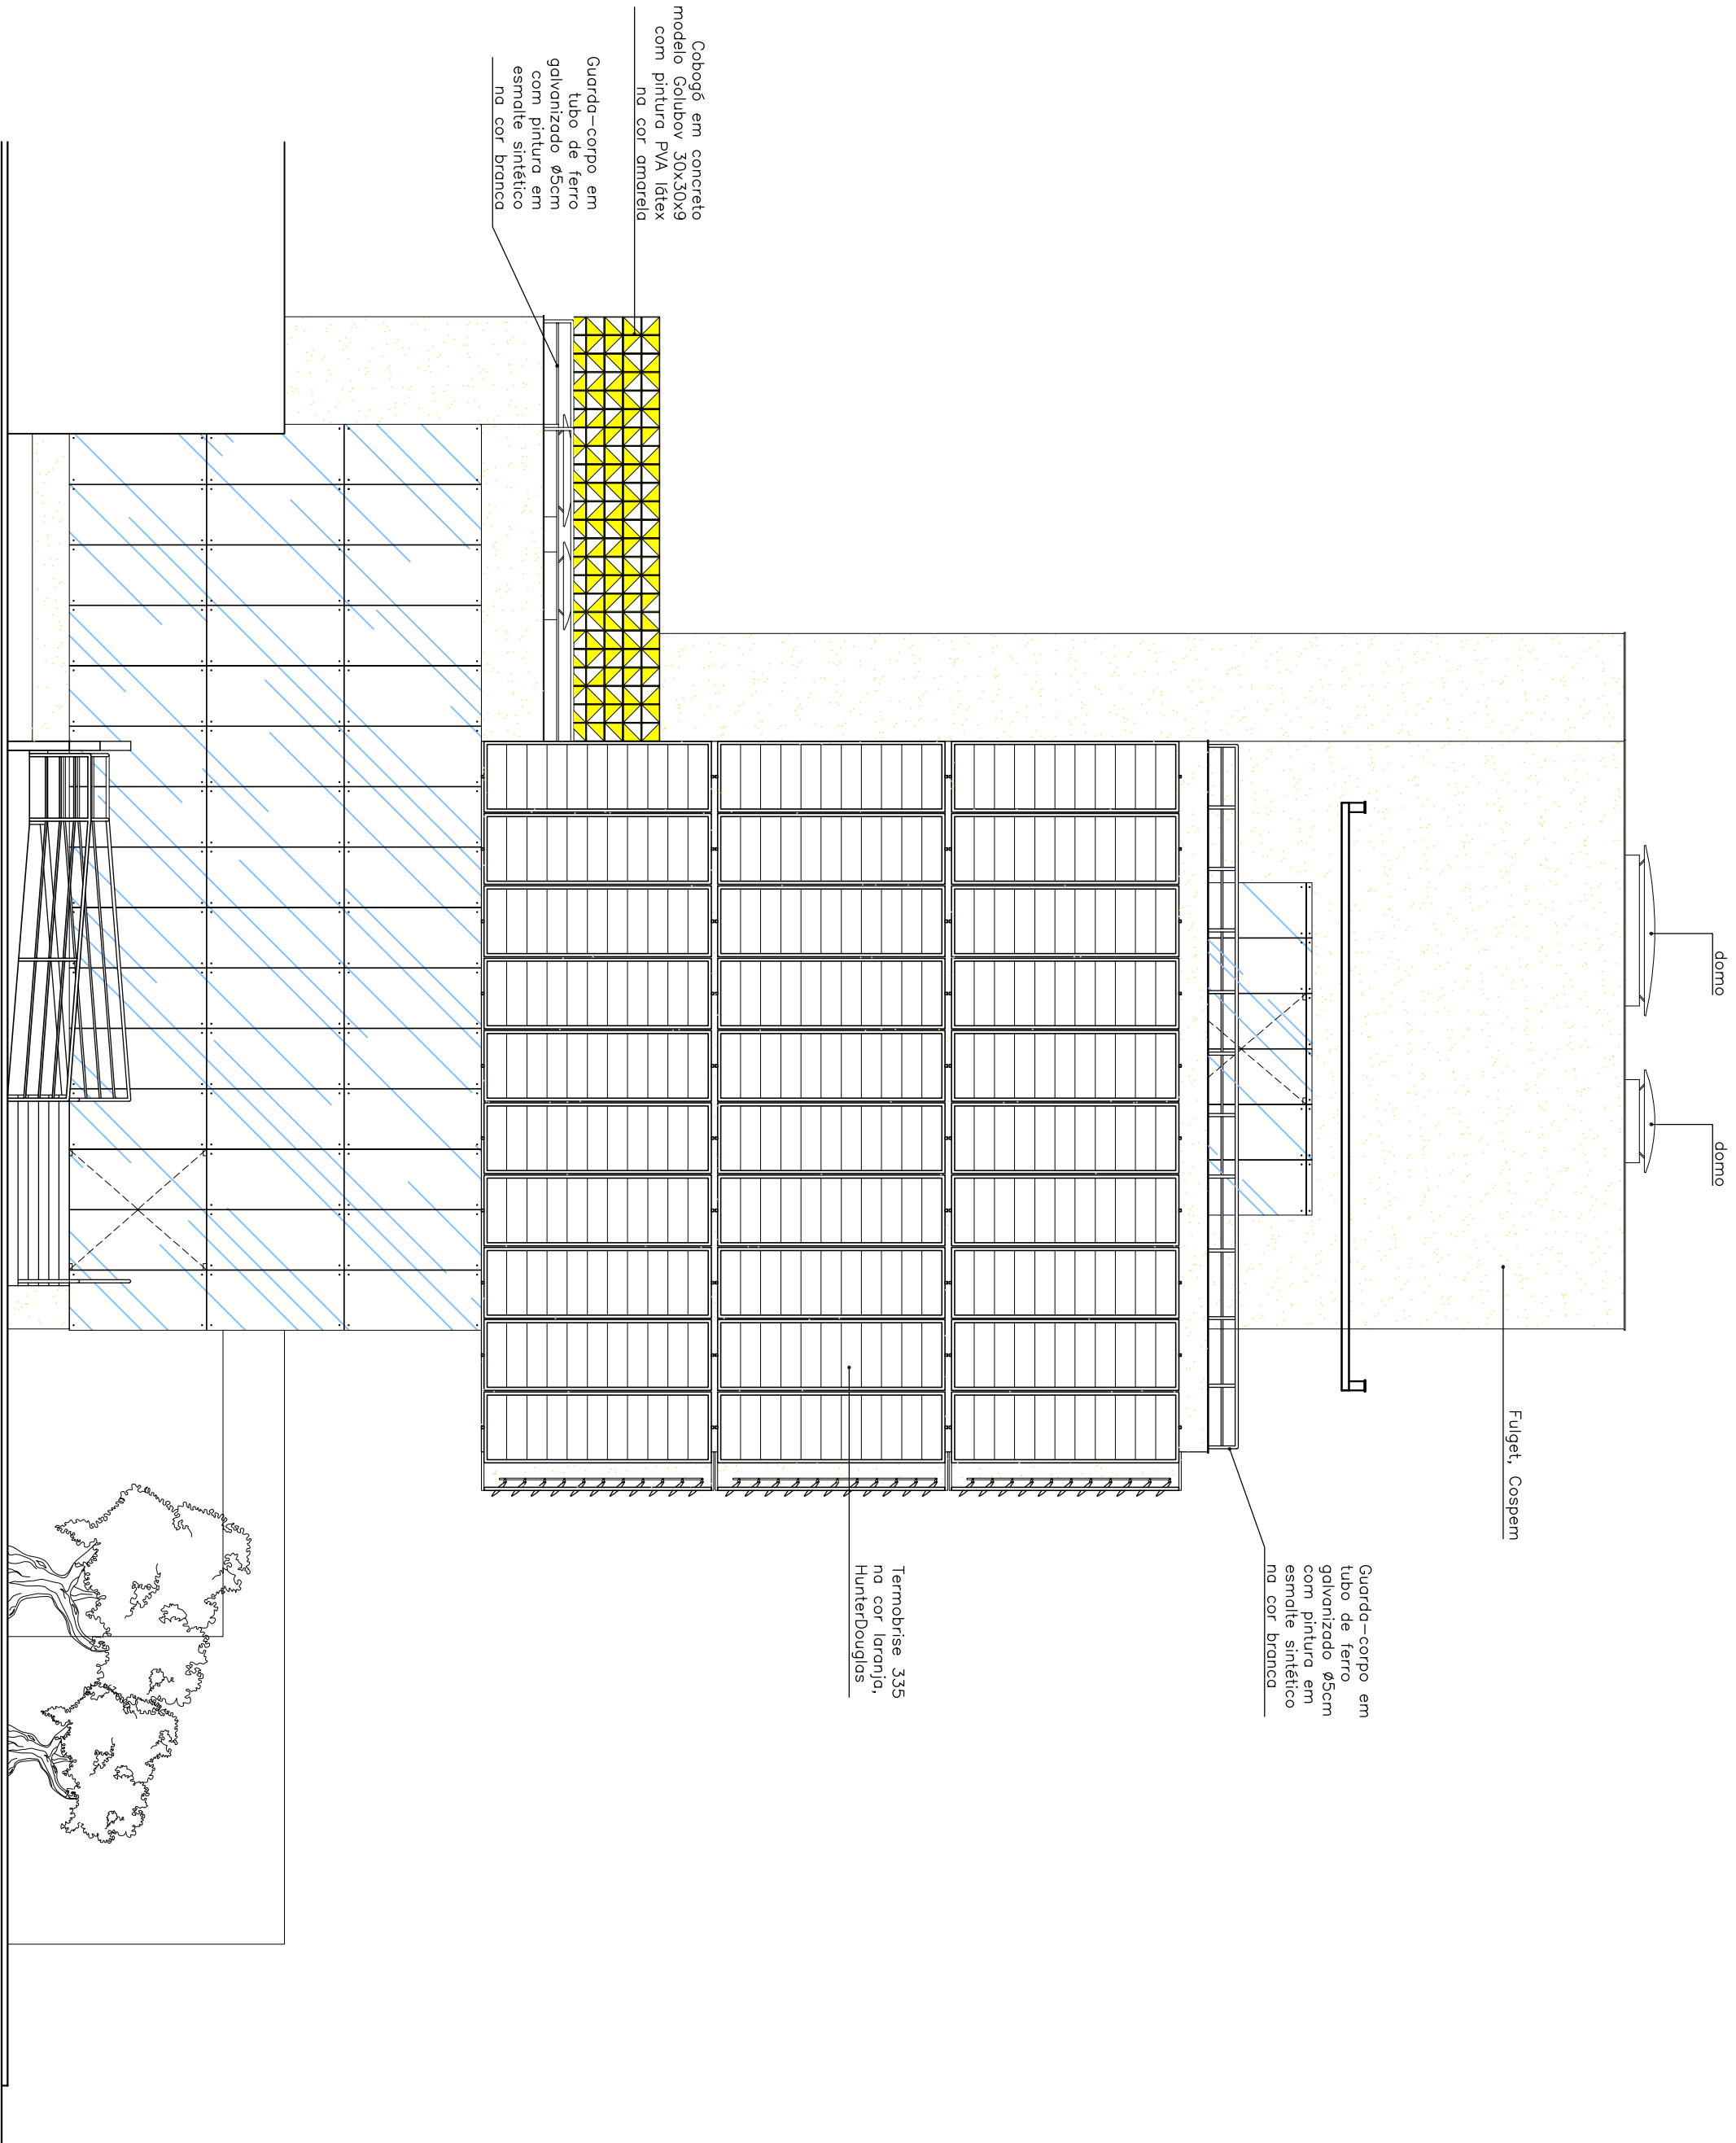 domo
domo
Fulget, Cospem
Guarda-corpo em
tubo de ferro
galvanizado ø5cm
com pintura em
esmalte sintético
na cor branca
Termobrise 335
na cor laranja,
HunterDouglas
Cobogó em concreto
modelo Golubov 30x30x9
com pintura PVA látex
na cor amarela
Guarda-corpo em
tubo de ferro
galvanizado ø5cm
com pintura em
esmalte sintético
na cor branca